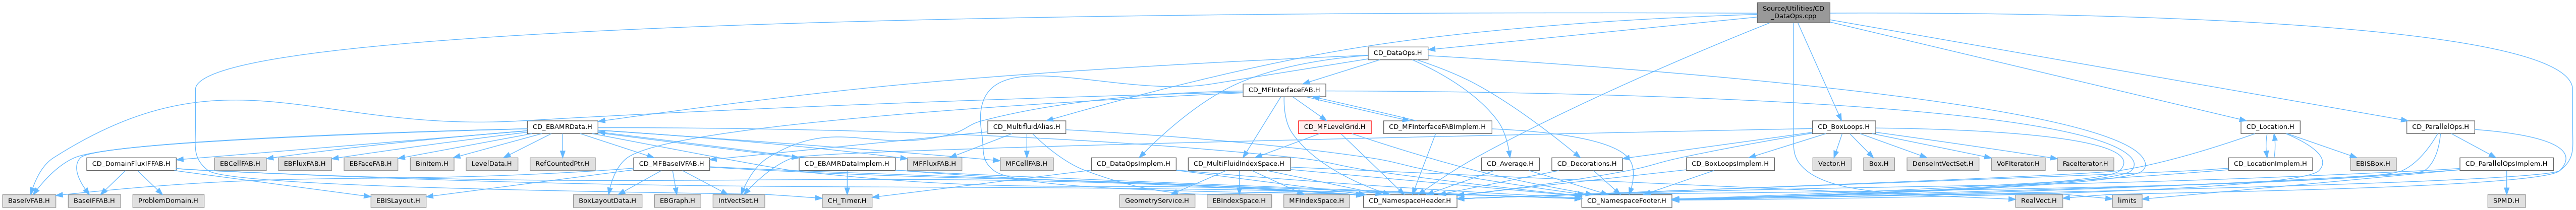 Source/Utilities/CD
_DataOps.cpp
CD_DataOps.H
CD_MFInterfaceFAB.H
CD_EBAMRData.H
CD_MultifluidAlias.H
CD_MFLevelGrid.H
CD_MFInterfaceFABImplem.H
CD_BoxLoops.H
CD_Location.H
CD_ParallelOps.H
CD_DomainFluxIFFAB.H
EBCellFAB.H
EBFluxFAB.H
EBFaceFAB.H
BinItem.H
LevelData.H
RefCountedPtr.H
CD_MFBaseIVFAB.H
CD_EBAMRDataImplem.H
MFFluxFAB.H
MFCellFAB.H
CD_DataOpsImplem.H
CD_MultiFluidIndexSpace.H
CD_Average.H
CD_Decorations.H
CD_BoxLoopsImplem.H
Vector.H
Box.H
DenseIntVectSet.H
VoFIterator.H
FaceIterator.H
CD_LocationImplem.H
EBISBox.H
CD_ParallelOpsImplem.H
BaseIVFAB.H
BaseIFFAB.H
ProblemDomain.H
EBISLayout.H
BoxLayoutData.H
EBGraph.H
IntVectSet.H
CH_Timer.H
GeometryService.H
EBIndexSpace.H
MFIndexSpace.H
CD_NamespaceHeader.H
CD_NamespaceFooter.H
RealVect.H
limits
SPMD.H